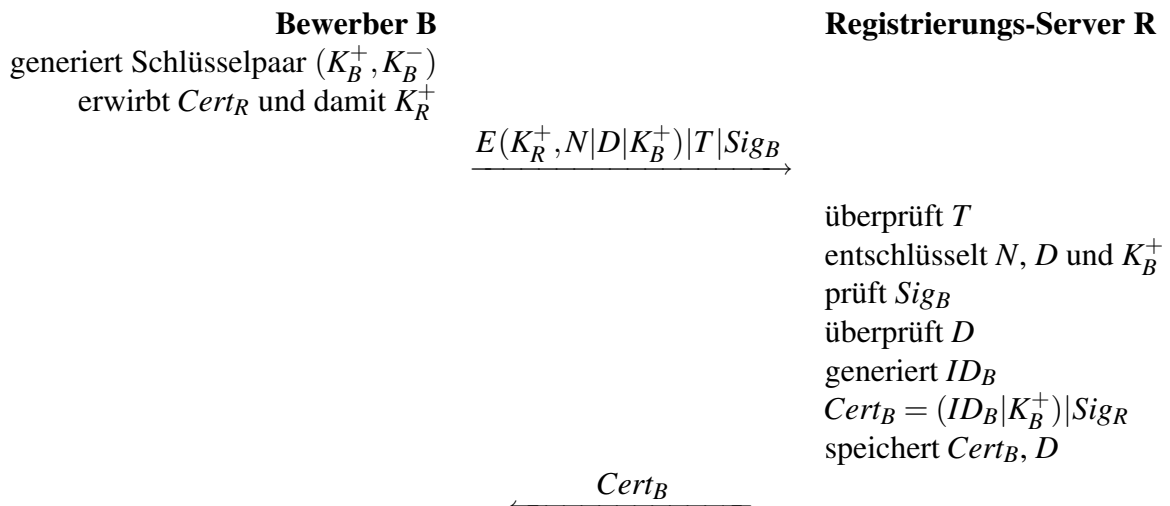 Bewerber B
Registrierungs-Server R
generiert Schlüsselpaar (K_B^+, K_B^-)
erwirbt Cert_R und damit K_R^+
E(K_R^+, N|D|K_B^+)|T|Sig_B
überprüft T
entschlüsselt N, D und K_B^+
prüft Sig_B
überprüft D
generiert ID_B
Cert_B = (ID_B|K_B^+)|Sig_R
speichert Cert_B, D
Cert_B